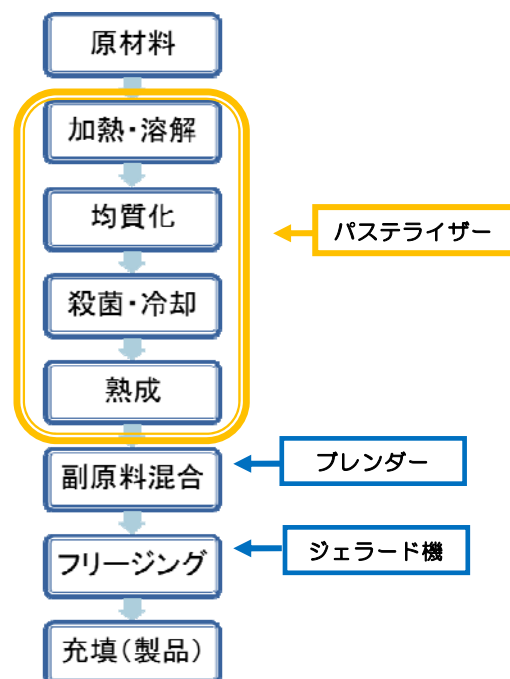 原材料
加熱・溶解
均質化
パステライザー
殺菌・冷却
熟成
副原料混合
ブレンダー
フリージング
ジェラード機
充填(製品)